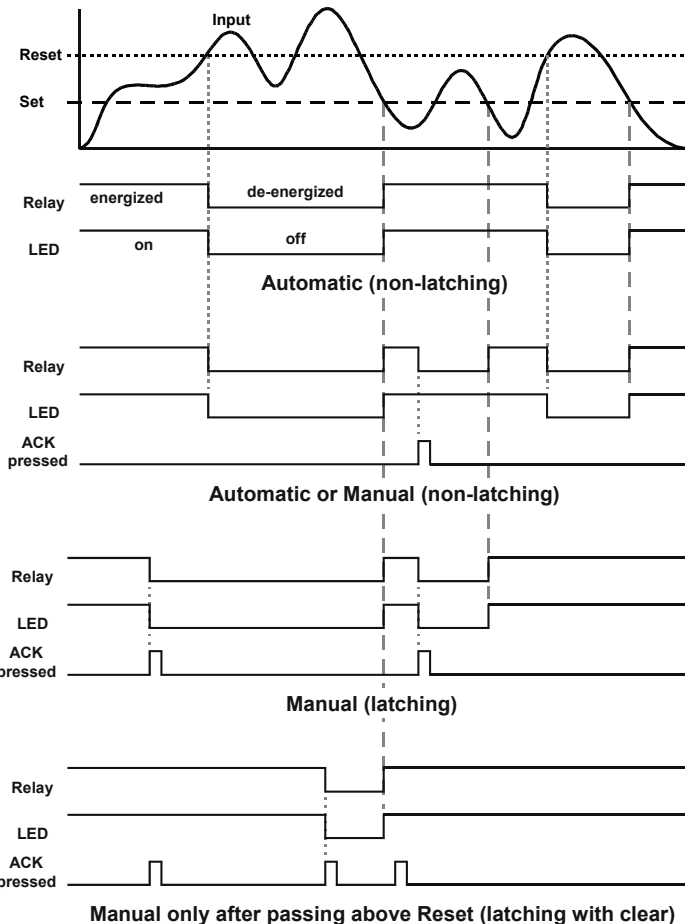 Input
Reset
Set
Relay
energized
de-energized
LED
on
off
Automatic (non-latching)
Relay
LED
ACK
pressed
Automatic or Manual (non-latching)
Relay
LED
ACK
pressed
Manual (latching)
Relay
LED
ACK
pressed
Manual only after passing above Reset (latching with clear)